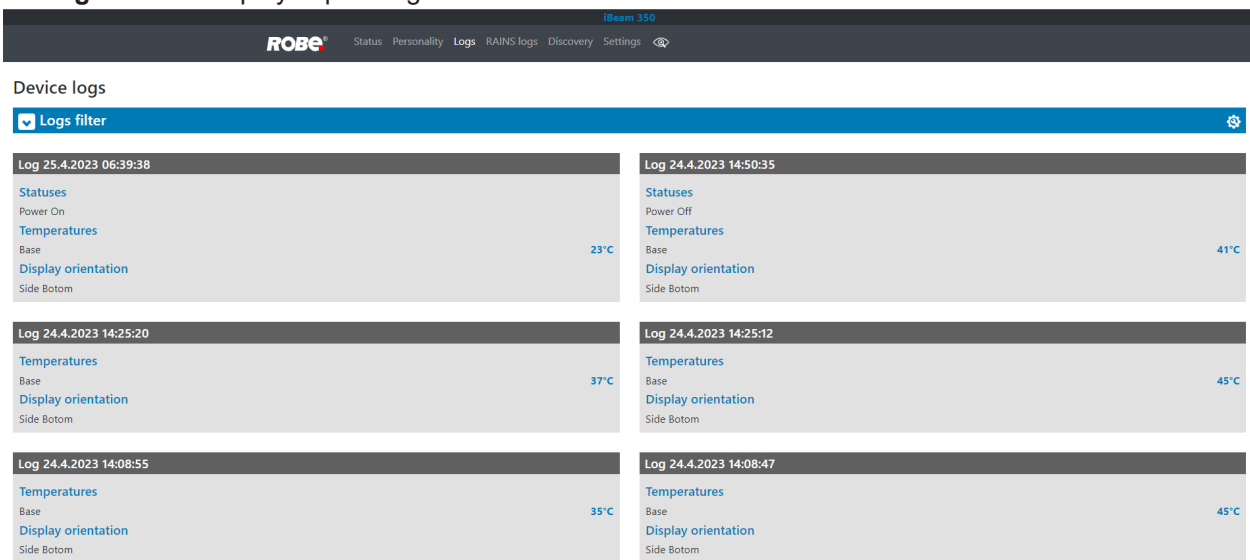 iBeam 350
ROBE® Status Personality Logs RAINS logs Discovery Settings
Device logs
Logs filter
Log 25.4.2023 06:39:38
Statuses
Power On
Temperatures
Base 23°C
Display orientation
Side Botom
Log 24.4.2023 14:50:35
Statuses
Power Off
Temperatures
Base 41°C
Display orientation
Side Botom
Log 24.4.2023 14:25:20
Temperatures
Base 37°C
Display orientation
Side Botom
Log 24.4.2023 14:25:12
Temperatures
Base 45°C
Display orientation
Side Botom
Log 24.4.2023 14:08:55
Temperatures
Base 35°C
Display orientation
Side Botom
Log 24.4.2023 14:08:47
Temperatures
Base 45°C
Display orientation
Side Botom